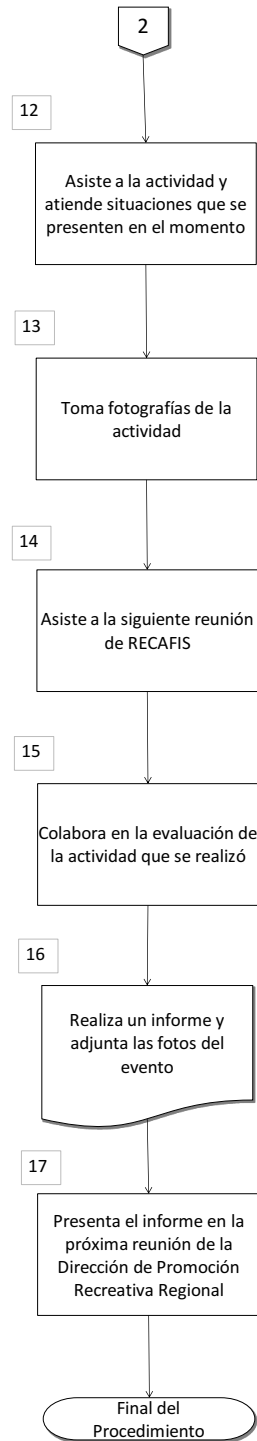 2
12
Asiste a la actividad y
atiende situaciones que se
presenten en el momento
13
Toma fotografías de la
actividad
14
Asiste a la siguiente reunión
de RECAFIS
15
Colabora en la evaluación de
la actividad que se realizó
16
Realiza un informe y
adjunta las fotos del
evento
17
Presenta el informe en la
próxima reunión de la
Dirección de Promoción
Recreativa Regional
Final del
Procedimiento